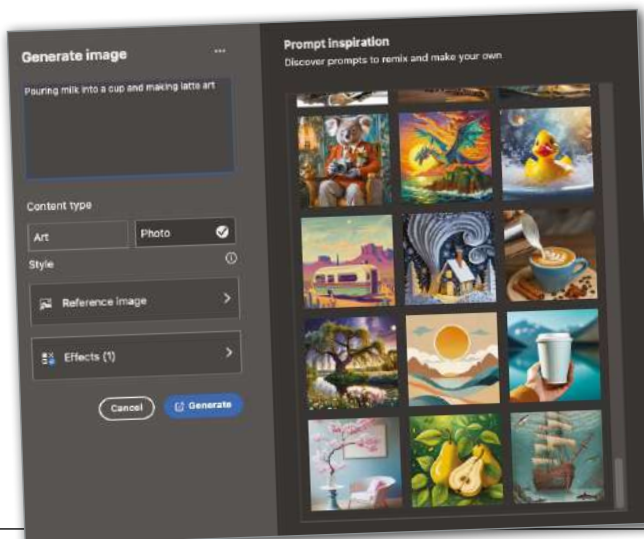 Generate image
Pouring milk into a cup and making latte art
Content type
Art
Photo
Style
Reference image
Effects (1)
Cancel
Generate
Prompt inspiration
Discover prompts to remix and make your own